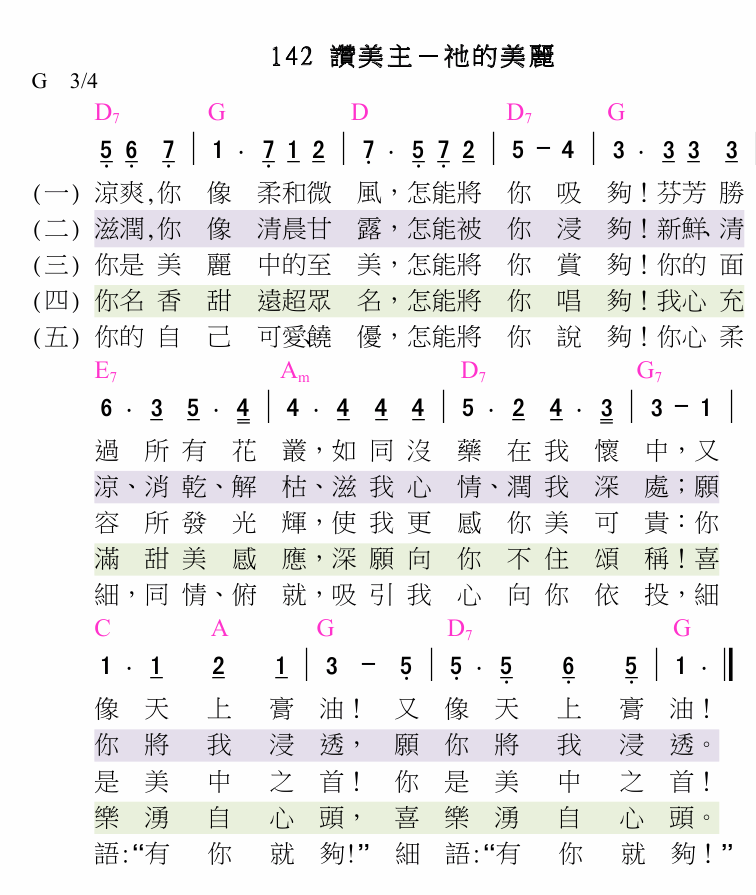 142 讚美主－祂的美麗
G 3/4
D7 G D D7 G
5 6 7 | 1 · 7 1 2 | 7 · 5 7 2 | 5 - 4 | 3 · 3 3 3 |
(一) 涼爽,你 像 柔和微 風，怎能將 你 吸 夠！芬芳 勝
(二) 滋潤,你 像 清晨甘 露，怎能被 你 浸 夠！新鮮、清
(三) 你是 美 麗 中的至 美，怎能將 你 賞 夠！你的 面
(四) 你名 香 甜 遠超眾 名，怎能將 你 唱 夠！我心 充
(五) 你的 自 己 可愛、饒 優，怎能將 你 說 夠！你心 柔
E7 Am D7 G7
6 · 3 5 · 4 | 4 · 4 4 4 | 5 · 2 4 · 3 | 3 - 1 |
過 所 有 花 叢，如 同 沒 藥 在 我 懷 中，又
涼、消 乾、解 枯、滋 我 心 情、潤 我 深 處；願
容 所 發 光 輝，使 我 更 感 你 美 可 貴：你
滿 甜 美 感 應，深 願 向 你 不 住 頌 稱！喜
細，同 情、俯 就，吸 引 我 心 向 你 依 投，細
C A G D7 G
1 · 1 2 1 | 3 - 5 | 5 · 5 6 5 | 1 · ‖
像 天 上 膏 油！ 又 像 天 上 膏 油！
你 將 我 浸 透， 願 你 將 我 浸 透。
是 美 中 之 首！ 你 是 美 中 之 首！
樂 湧 自 心 頭， 喜 樂 湧 自 心 頭。
語:“有 你 就 夠!” 細 語:“有 你 就 夠！”